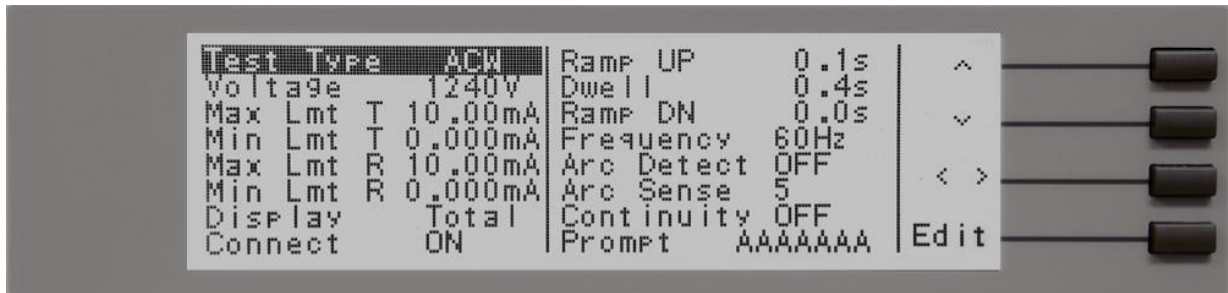 Test Type ACW
Voltage 1240V
Max Lmt T 10.00mA
Min Lmt T 0.000mA
Max Lmt R 10.00mA
Min Lmt R 0.000mA
Display Total
Connect ON
Ramp UP 0.1s
Dwell 0.4s
Ramp DN 0.0s
Frequency 60Hz
Arc Detect OFF
Arc Sense 5
Continuity OFF
Prompt AAAAAAA
^
v
< >
Edit